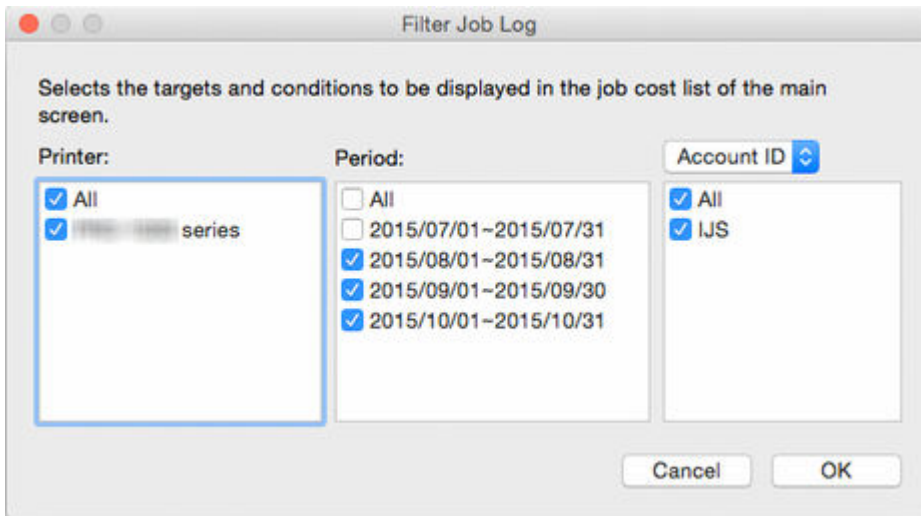 Filter Job Log
Selects the targets and conditions to be displayed in the job cost list of the main
screen.
Printer:
All
series
Period:
All
2015/07/01~2015/07/31
2015/08/01~2015/08/31
2015/09/01~2015/09/30
2015/10/01~2015/10/31
Account ID
All
IJS
Cancel
OK